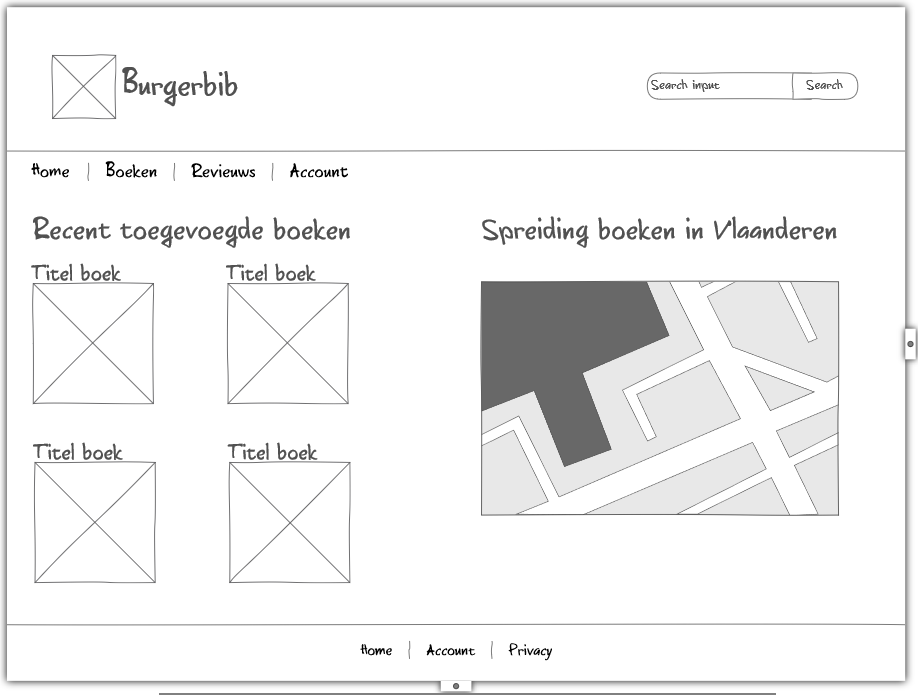 Burgerbib
Search input Search
Home | Boeken | Revieuws | Account
Recent toegevoegde boeken
Spreiding boeken in Vlaanderen
Titel boek
Titel boek
Titel boek
Titel boek
Home | Account | Privacy